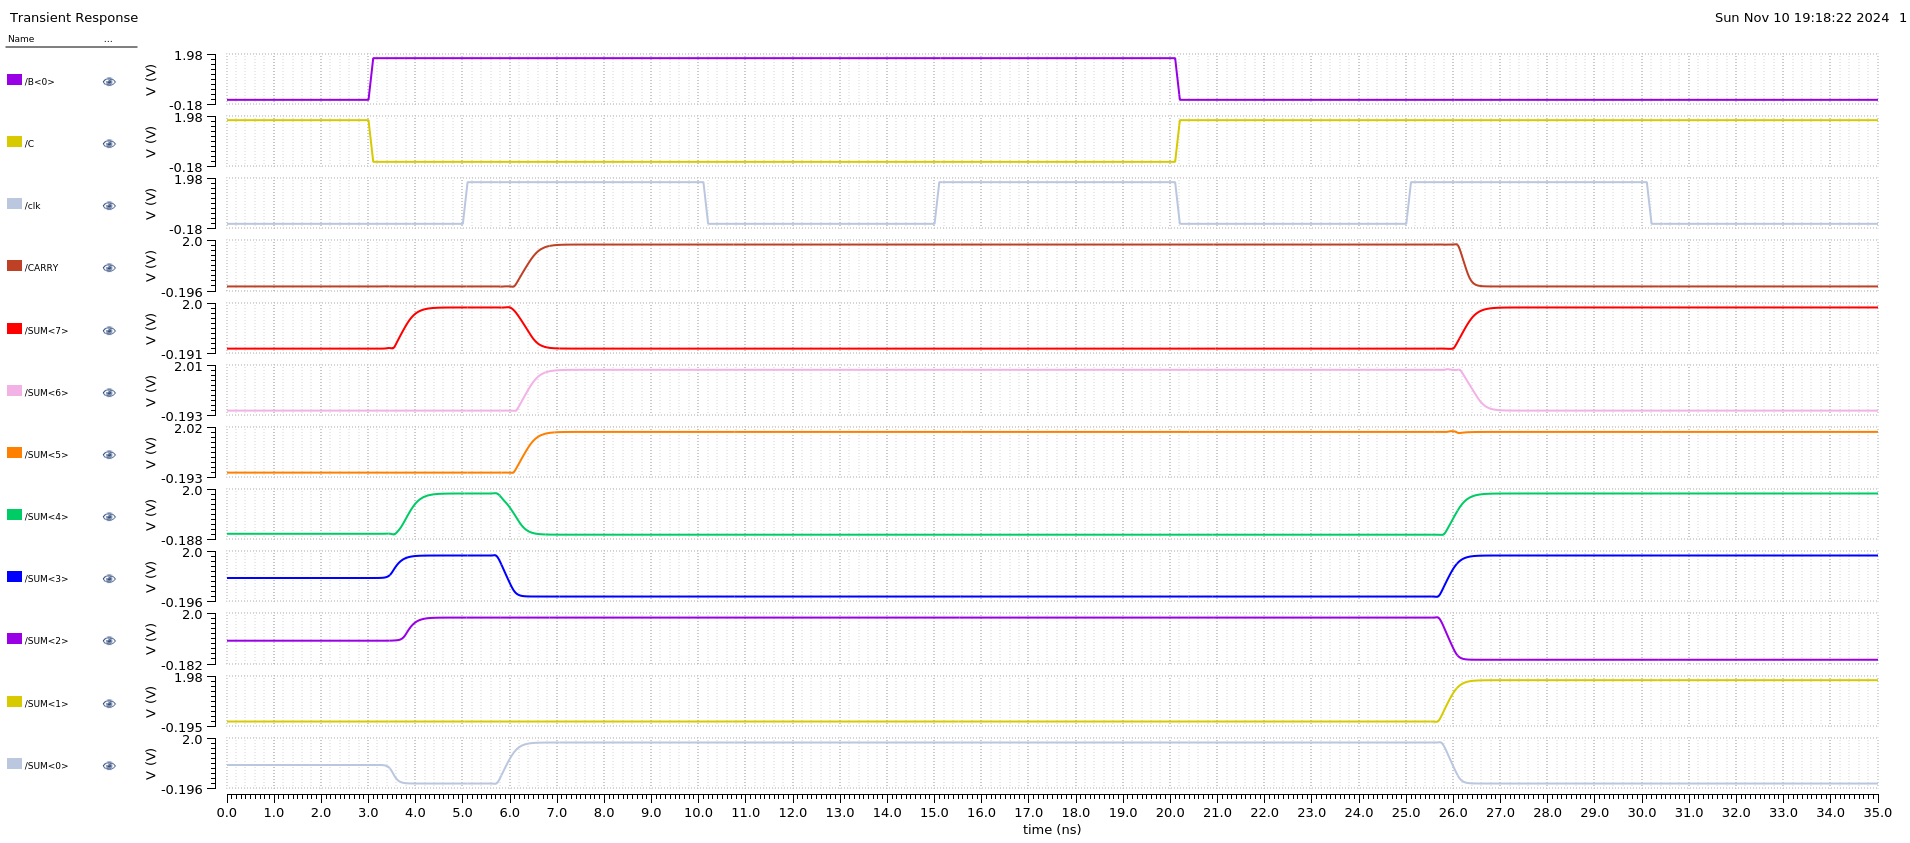 Transient Response
Sun Nov 10 19:18:22 2024 1
Name ...
/B<0> V (V) 1.98 -0.18
/C V (V) 1.98 -0.18
/clk V (V) 1.98 -0.18
/CARRY V (V) 2.0 -0.196
/SUM<7> V (V) 2.0 -0.191
/SUM<6> V (V) 2.01 -0.193
/SUM<5> V (V) 2.02 -0.193
/SUM<4> V (V) 2.0 -0.188
/SUM<3> V (V) 2.0 -0.196
/SUM<2> V (V) 2.0 -0.182
/SUM<1> V (V) 1.98 -0.195
/SUM<0> V (V) 2.0 -0.196
0.0 1.0 2.0 3.0 4.0 5.0 6.0 7.0 8.0 9.0 10.0 11.0 12.0 13.0 14.0 15.0 16.0 17.0 18.0 19.0 20.0 21.0 22.0 23.0 24.0 25.0 26.0 27.0 28.0 29.0 30.0 31.0 32.0 33.0 34.0 35.0
time (ns)